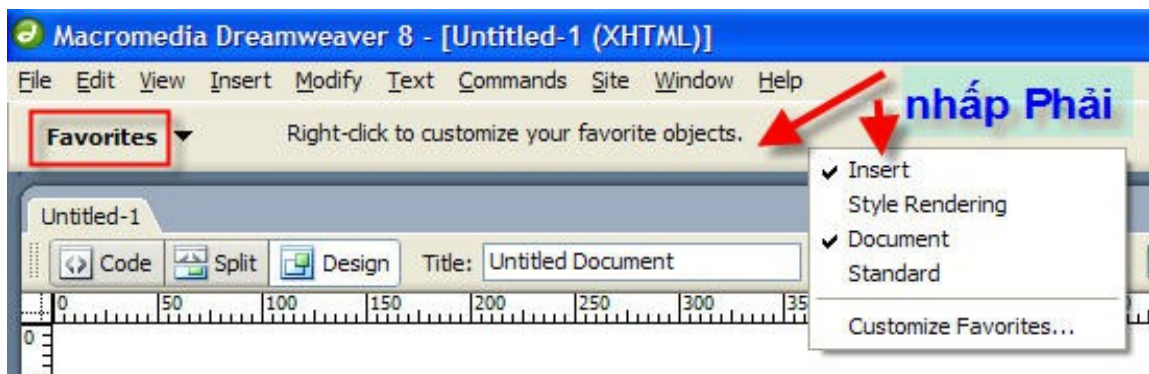 Macromedia Dreamweaver 8 - [Untitled-1 (XHTML)]
File Edit View Insert Modify Text Commands Site Window Help
nhấp Phải
Favorites Right-click to customize your favorite objects.
Insert
Style Rendering
Document
Standard
Customize Favorites...
Untitled-1
Code Split Design Title: Untitled Document
0 50 100 150 200 250 300 35
0